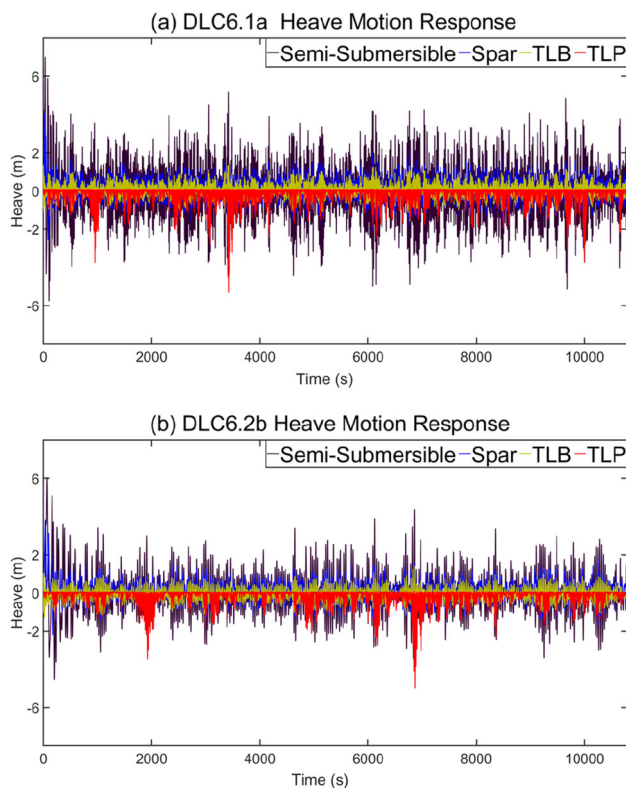 (a) DLC6.1a Heave Motion Response
Semi-Submersible Spar TLB TLP
6
2
0
-2
-6
Heave (m)
0 2000 4000 6000 8000 10000
Time (s)
(b) DLC6.2b Heave Motion Response
Semi-Submersible Spar TLB TLP
6
2
0
-2
-6
Heave (m)
0 2000 4000 6000 8000 10000
Time (s)